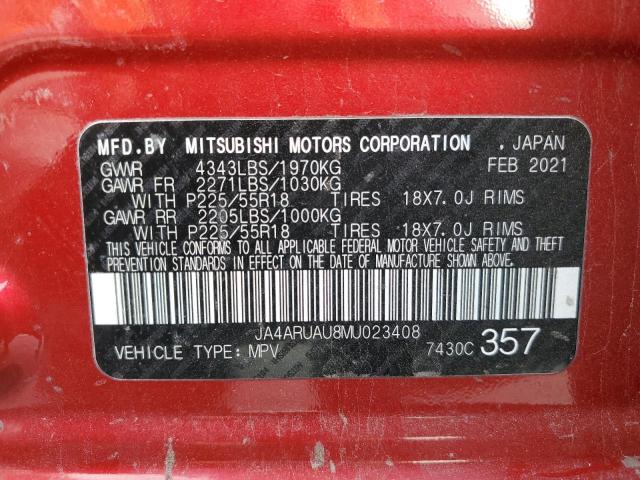 MFD.BY MITSUBISHI MOTORS CORPORATION . JAPAN
GVWR 4343LBS/1970KG FEB 2021
GAWR FR 2271LBS/1030KG
WITH P225/55R18 TIRES 18X7.0J RIMS
GAWR RR 2205LBS/1000KG
WITH P225/55R18 TIRES 18X7.0J RIMS
THIS VEHICLE CONFORMS TO ALL APPLICABLE FEDERAL MOTOR VEHICLE SAFETY AND THEFT
PREVENTION STANDARDS IN EFFECT ON THE DATE OF MANUFACTURE SHOWN ABOVE.
JA4ARUAU8MU023408
VEHICLE TYPE: MPV 7430C 357